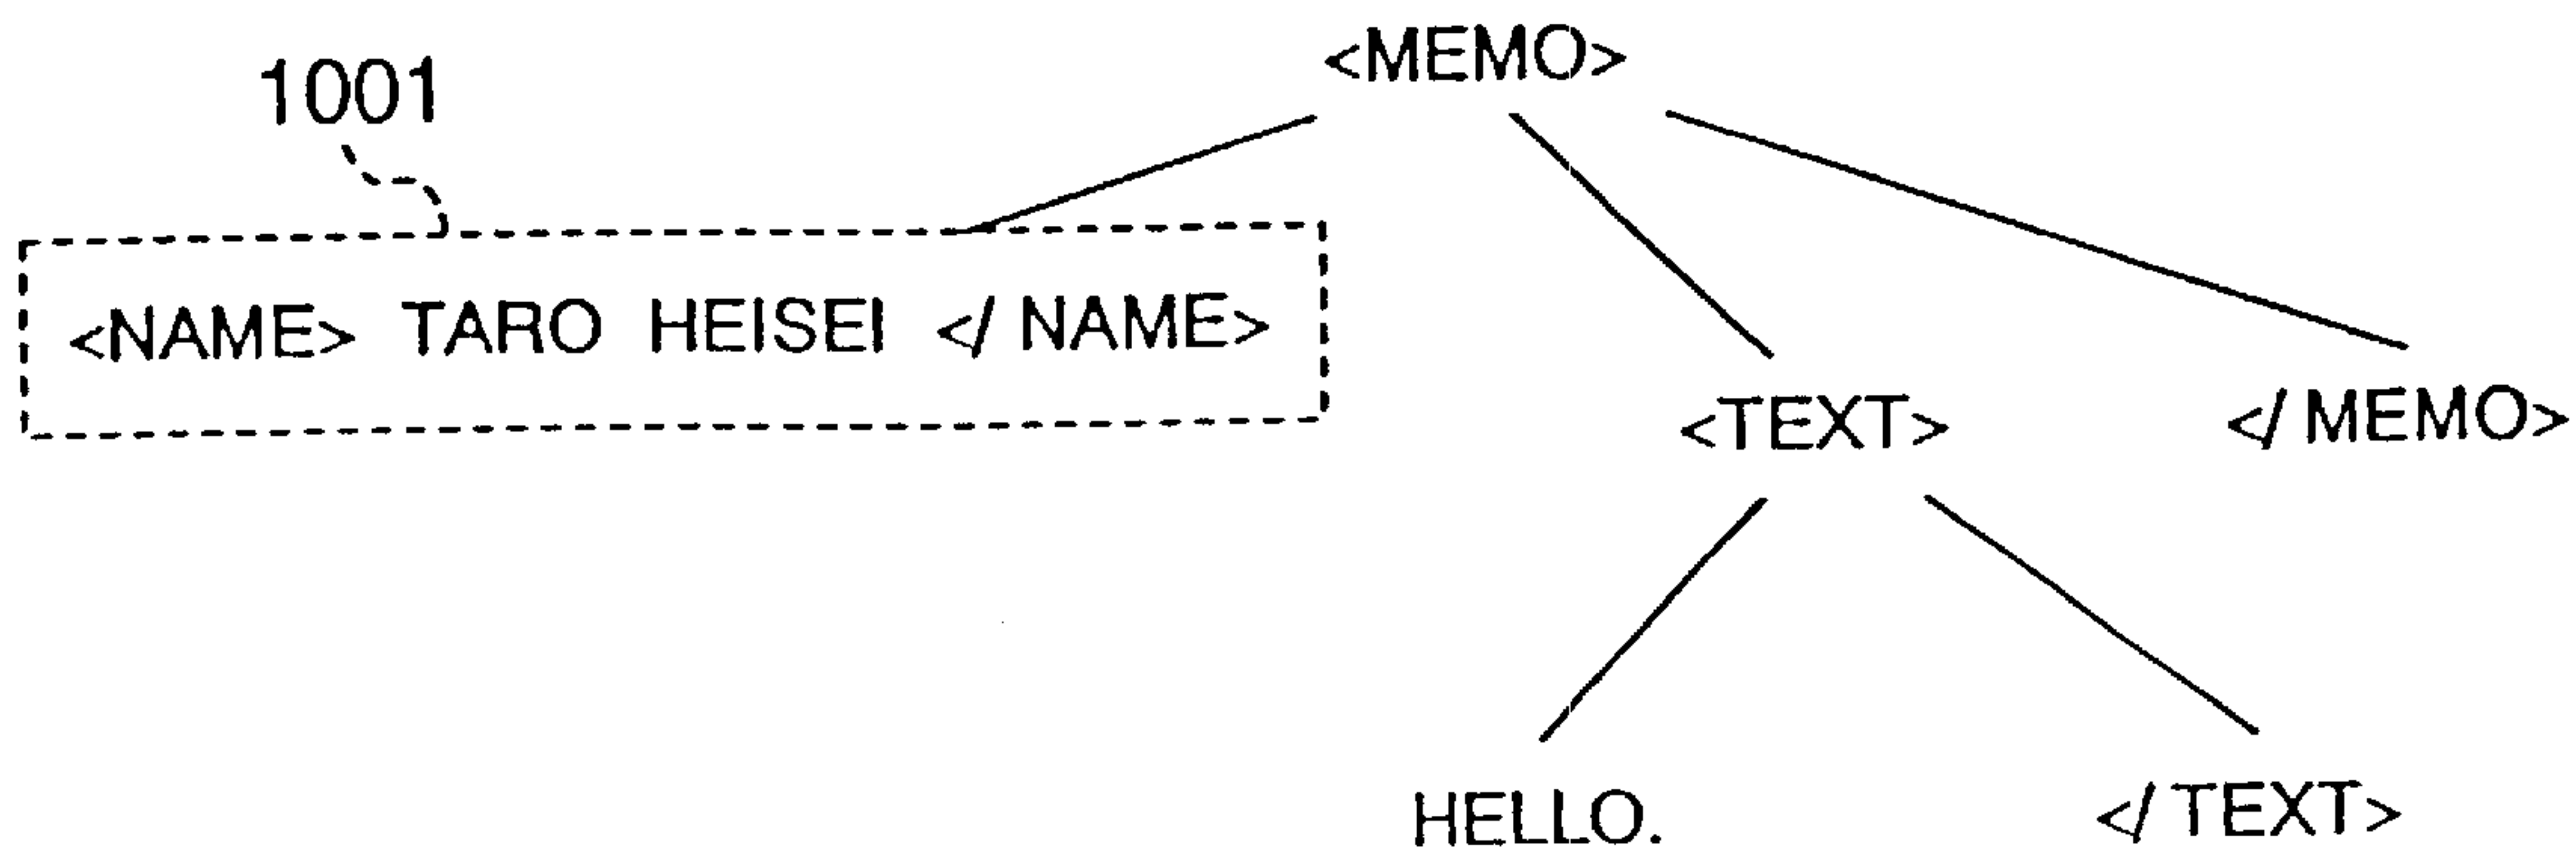 <MEMO>
1001
<NAME> TARO HEISEI </ NAME>
<TEXT>
</ MEMO>
HELLO.
</ TEXT>